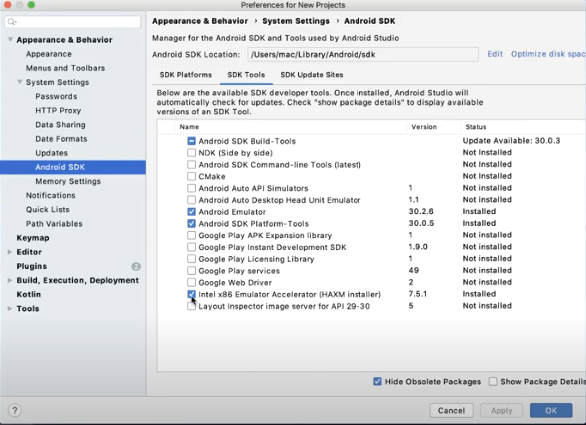 Preferences for New Projects
Appearance & Behavior › System Settings › Android SDK
Manager for the Android SDK and Tools used by Android Studio
Android SDK Location: /Users/mac/Library/Android/sdk Edit Optimize disk spac
Appearance & Behavior
Appearance
Menus and Toolbars
System Settings
Passwords
HTTP Proxy
Data Sharing
Date Formats
Updates
Android SDK
Memory Settings
Notifications
Quick Lists
Path Variables
Keymap
Editor
Plugins 2
Build, Execution, Deployment
Kotlin
Tools
SDK Platforms SDK Tools SDK Update Sites
Below are the available SDK developer tools. Once installed, Android Studio will
automatically check for updates. Check "show package details" to display available
versions of an SDK Tool.
Name Version Status
Android SDK Build-Tools Update Available: 30.0.3
NDK (Side by side) Not Installed
Android SDK Command-line Tools (latest) Not Installed
CMake Not Installed
Android Auto API Simulators 1 Not installed
Android Auto Desktop Head Unit Emulator 1.1 Not installed
Android Emulator 30.2.6 Installed
Android SDK Platform-Tools 30.0.5 Installed
Google Play APK Expansion library 1 Not installed
Google Play Instant Development SDK 1.9.0 Not installed
Google Play Licensing Library 1 Not installed
Google Play services 49 Not installed
Google Web Driver 2 Not installed
Intel x86 Emulator Accelerator (HAXM installer) 7.5.1 Installed
Layout Inspector image server for API 29-30 5 Not installed
Hide Obsolete Packages Show Package Details
? Cancel Apply OK